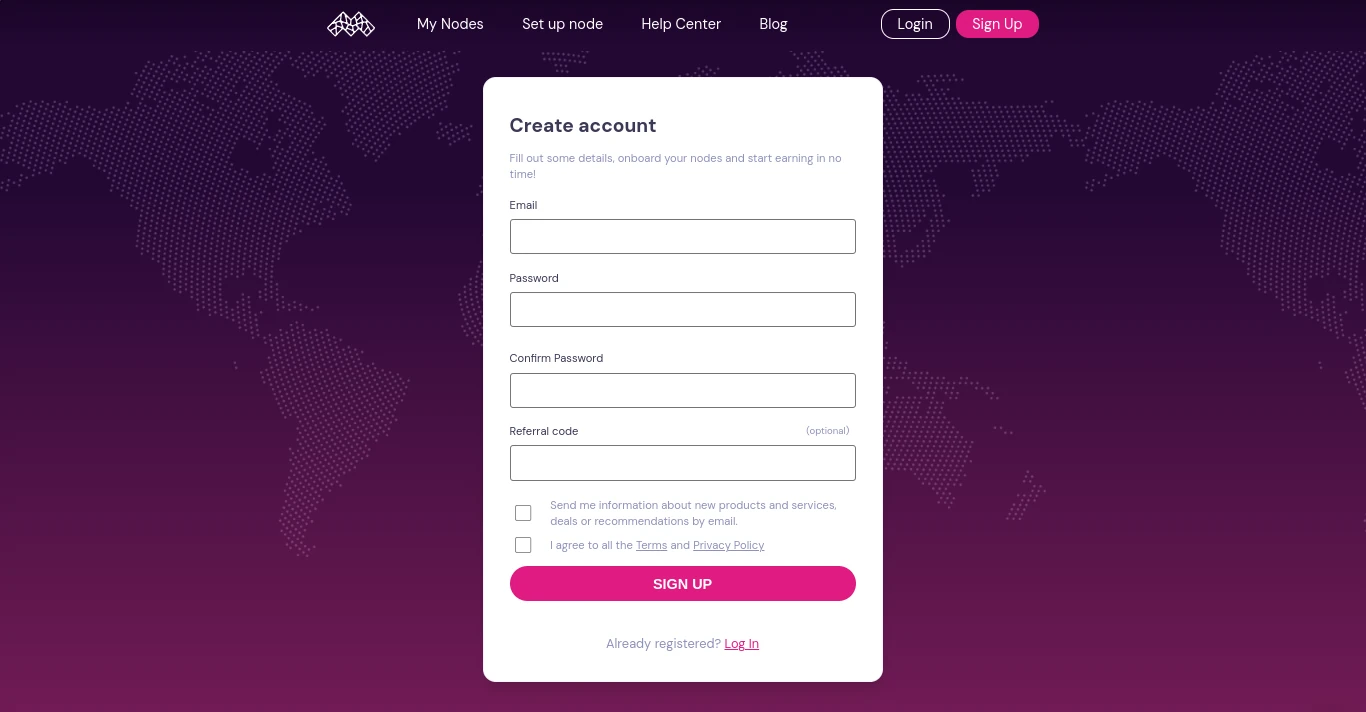 My Nodes
Set up node
Help Center
Blog
Login
Sign Up
Create account
Fill out some details, onboard your nodes and start earning in no
time!
Email
Password
Confirm Password
Referral code
(optional)
Send me information about new products and services,
deals or recommendations by email.
I agree to all the Terms and Privacy Policy
SIGN UP
Already registered? Log In